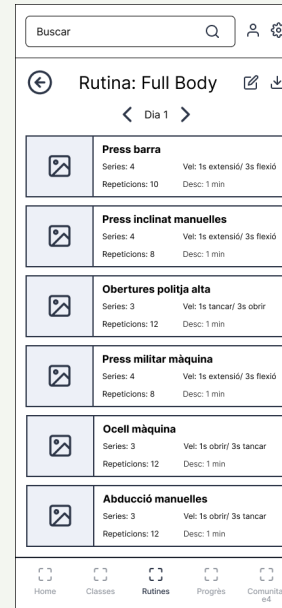 Buscar
Rutina: Full Body
Dia 1
Press barra
Series: 4 Vel: 1s extensió/ 3s flexió
Repeticions: 10 Desc: 1 min
Press inclinat manuelles
Series: 4 Vel: 1s extensió/ 3s flexió
Repeticions: 8 Desc: 1 min
Obertures politja alta
Series: 3 Vel: 1s tancar/ 3s obrir
Repeticions: 12 Desc: 1 min
Press militar màquina
Series: 4 Vel: 1s extensió/ 3s flexió
Repeticions: 8 Desc: 1 min
Ocell màquina
Series: 3 Vel: 1s obrir/ 3s tancar
Repeticions: 12 Desc: 1 min
Abducció manuelles
Series: 3 Vel: 1s obrir/ 3s tancar
Repeticions: 12 Desc: 1 min
Home Classes Rutines Progrès Comunita
e4